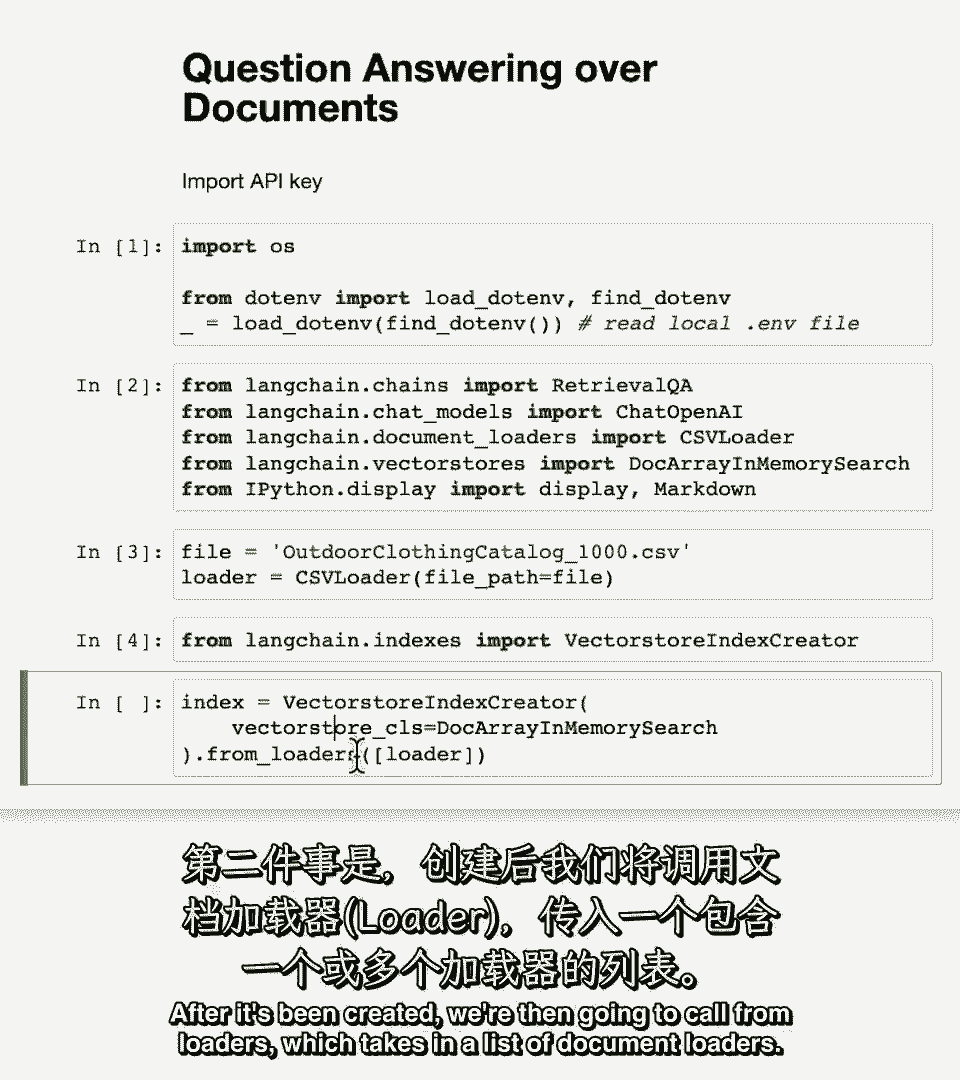 Question Answering over
Documents
Import API key
In [1]:
import os
from dotenv import load_dotenv, find_dotenv
_ = load_dotenv(find_dotenv()) # read local .env file
In [2]:
from langchain.chains import RetrievalQA
from langchain.chat_models import ChatOpenAI
from langchain.document_loaders import CSVLoader
from langchain.vectorstores import DocArrayInMemorySearch
from IPython.display import display, Markdown
In [3]:
file = 'OutdoorClothingCatalog_1000.csv'
loader = CSVLoader(file_path=file)
In [4]:
from langchain.indexes import VectorstoreIndexCreator
In [ ]:
index = VectorstoreIndexCreator(
vectorstore_cls=DocArrayInMemorySearch
).from_loaders([loader])
第二件事是，创建后我们将调用文
档加载器(Loader)，传入一个包含
一个或多个加载器的列表。
After it's been created, we're then going to call from
loaders, which takes in a list of document loaders.